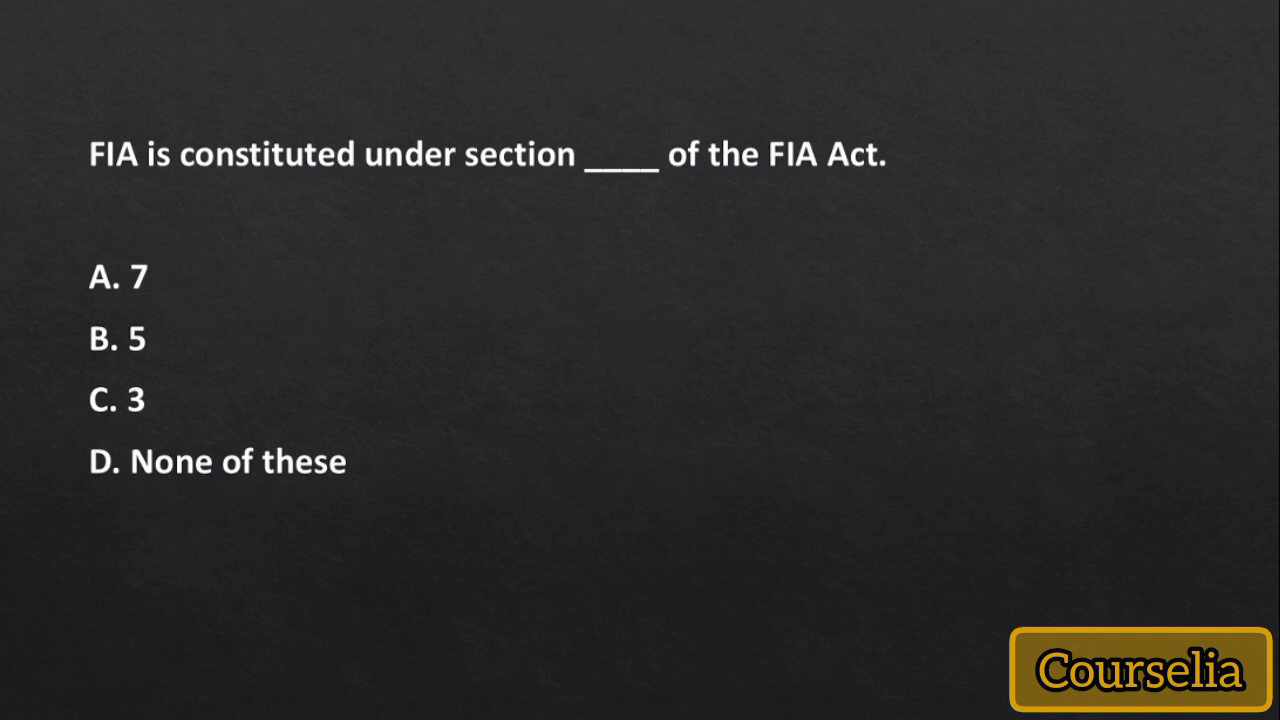 FIA is constituted under section ____ of the FIA Act.
A. 7
B. 5
C. 3
D. None of these
Courselia